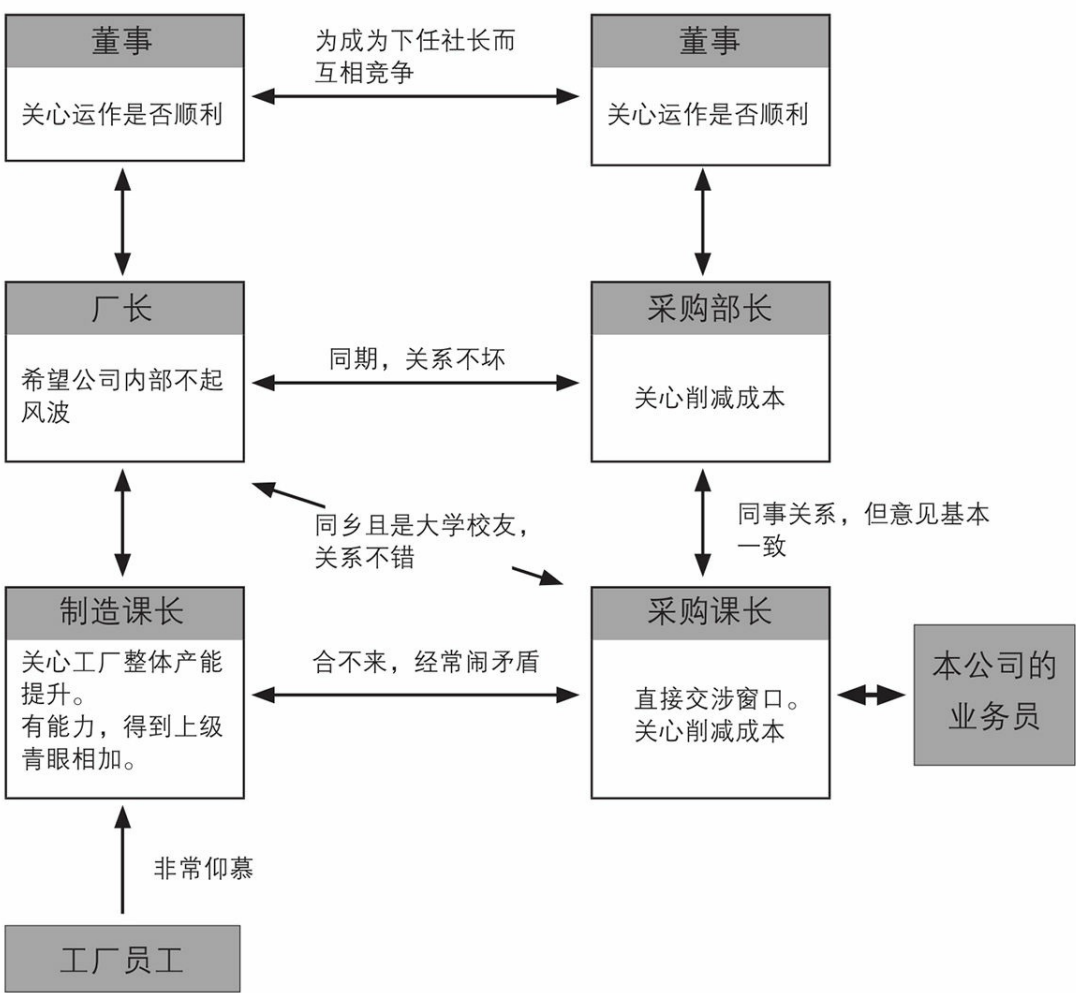 董事
关心运作是否顺利
为成为下任社长而
互相竞争
董事
关心运作是否顺利
厂长
希望公司内部不起
风波
同期，关系不坏
采购部长
关心削减成本
同乡且是大学校友，
关系不错
同事关系，但意见基本
一致
制造课长
关心工厂整体产能
提升。
有能力，得到上级
青眼相加。
合不来，经常闹矛盾
采购课长
直接交涉窗口。
关心削减成本
本公司的
业务员
非常仰慕
工厂员工